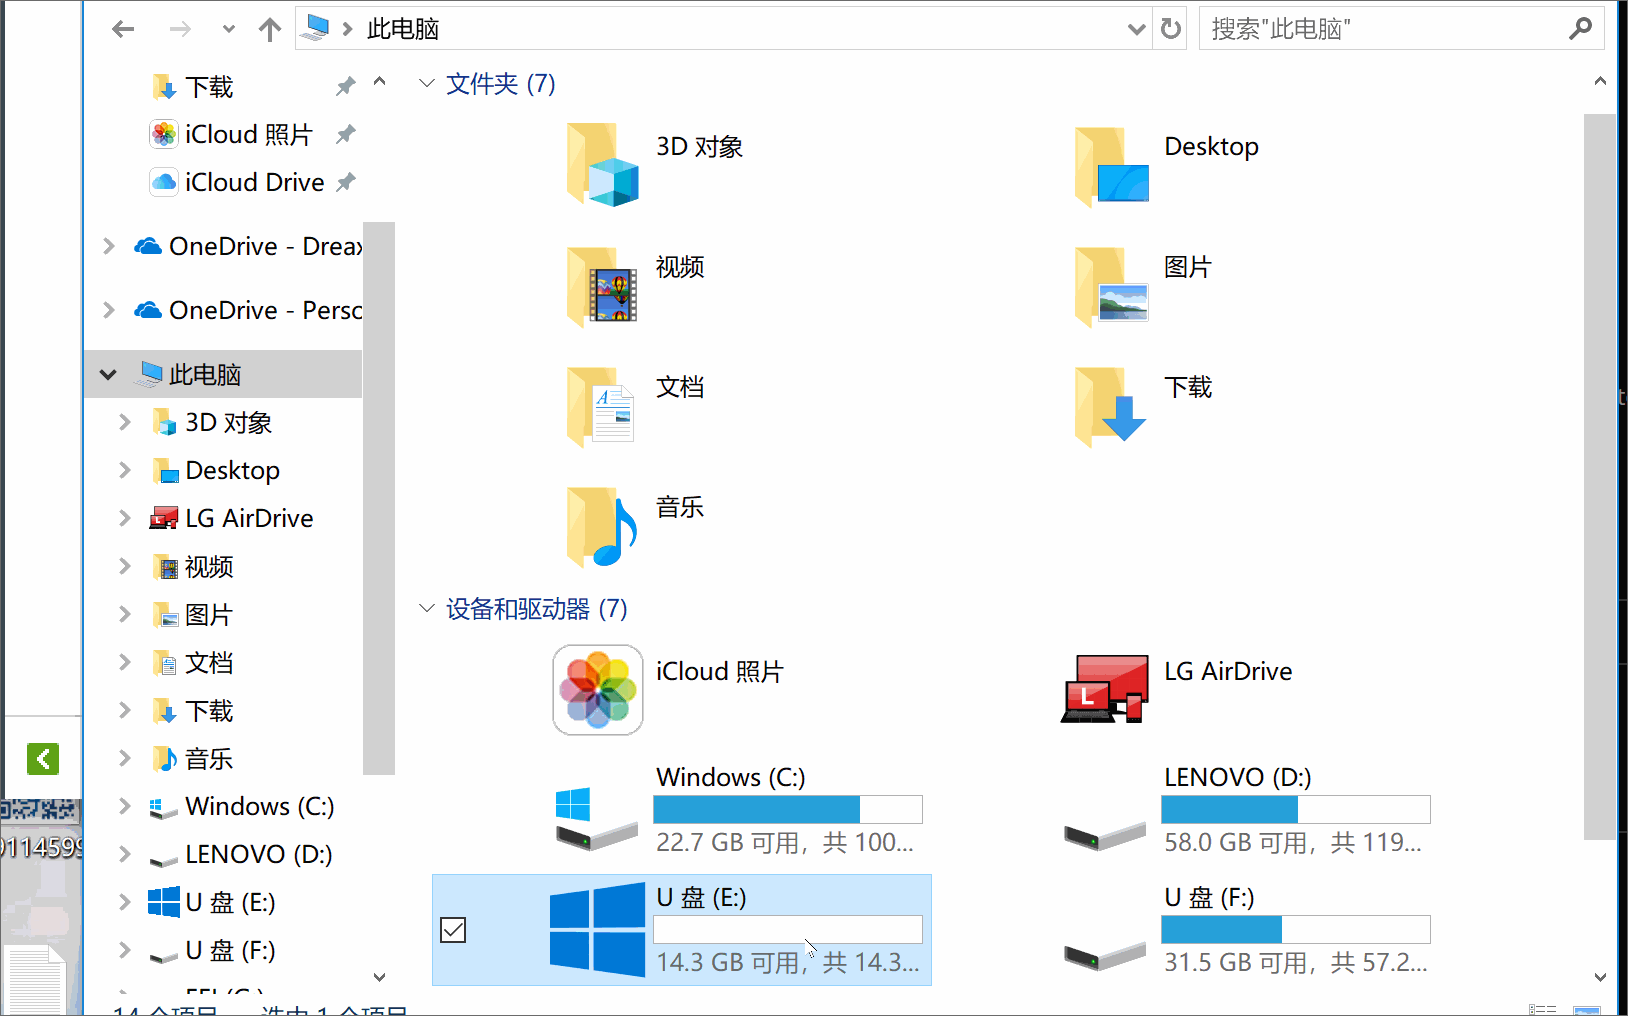 此电脑
搜索"此电脑"
下载
iCloud 照片
iCloud Drive
OneDrive - Dreax
OneDrive - Perso
此电脑
3D 对象
Desktop
LG AirDrive
视频
图片
文档
下载
音乐
Windows (C:)
LENOVO (D:)
U 盘 (E:)
U 盘 (F:)
文件夹 (7)
3D 对象
Desktop
视频
图片
文档
下载
音乐
设备和驱动器 (7)
iCloud 照片
LG AirDrive
Windows (C:)
22.7 GB 可用, 共 100...
LENOVO (D:)
58.0 GB 可用, 共 119...
U 盘 (E:)
14.3 GB 可用, 共 14.3...
U 盘 (F:)
31.5 GB 可用, 共 57.2...
14 个项目
选中 1 个项目
9114599